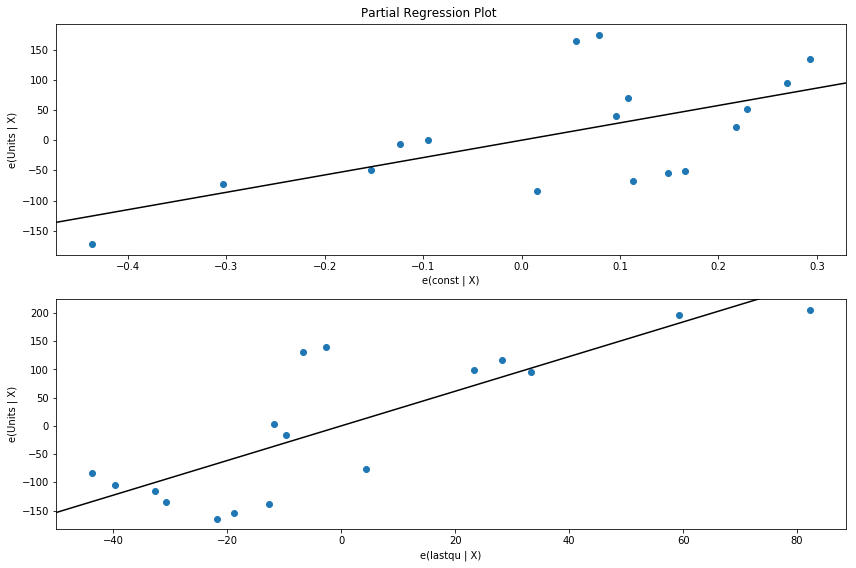 Partial Regression Plot
150
100
50
0
−50
−100
−150
e(Units | X)
−0.4 −0.3 −0.2 −0.1 0.0 0.1 0.2 0.3
e(const | X)
200
150
100
50
0
−50
−100
−150
e(Units | X)
−40 −20 0 20 40 60 80
e(lastqu | X)